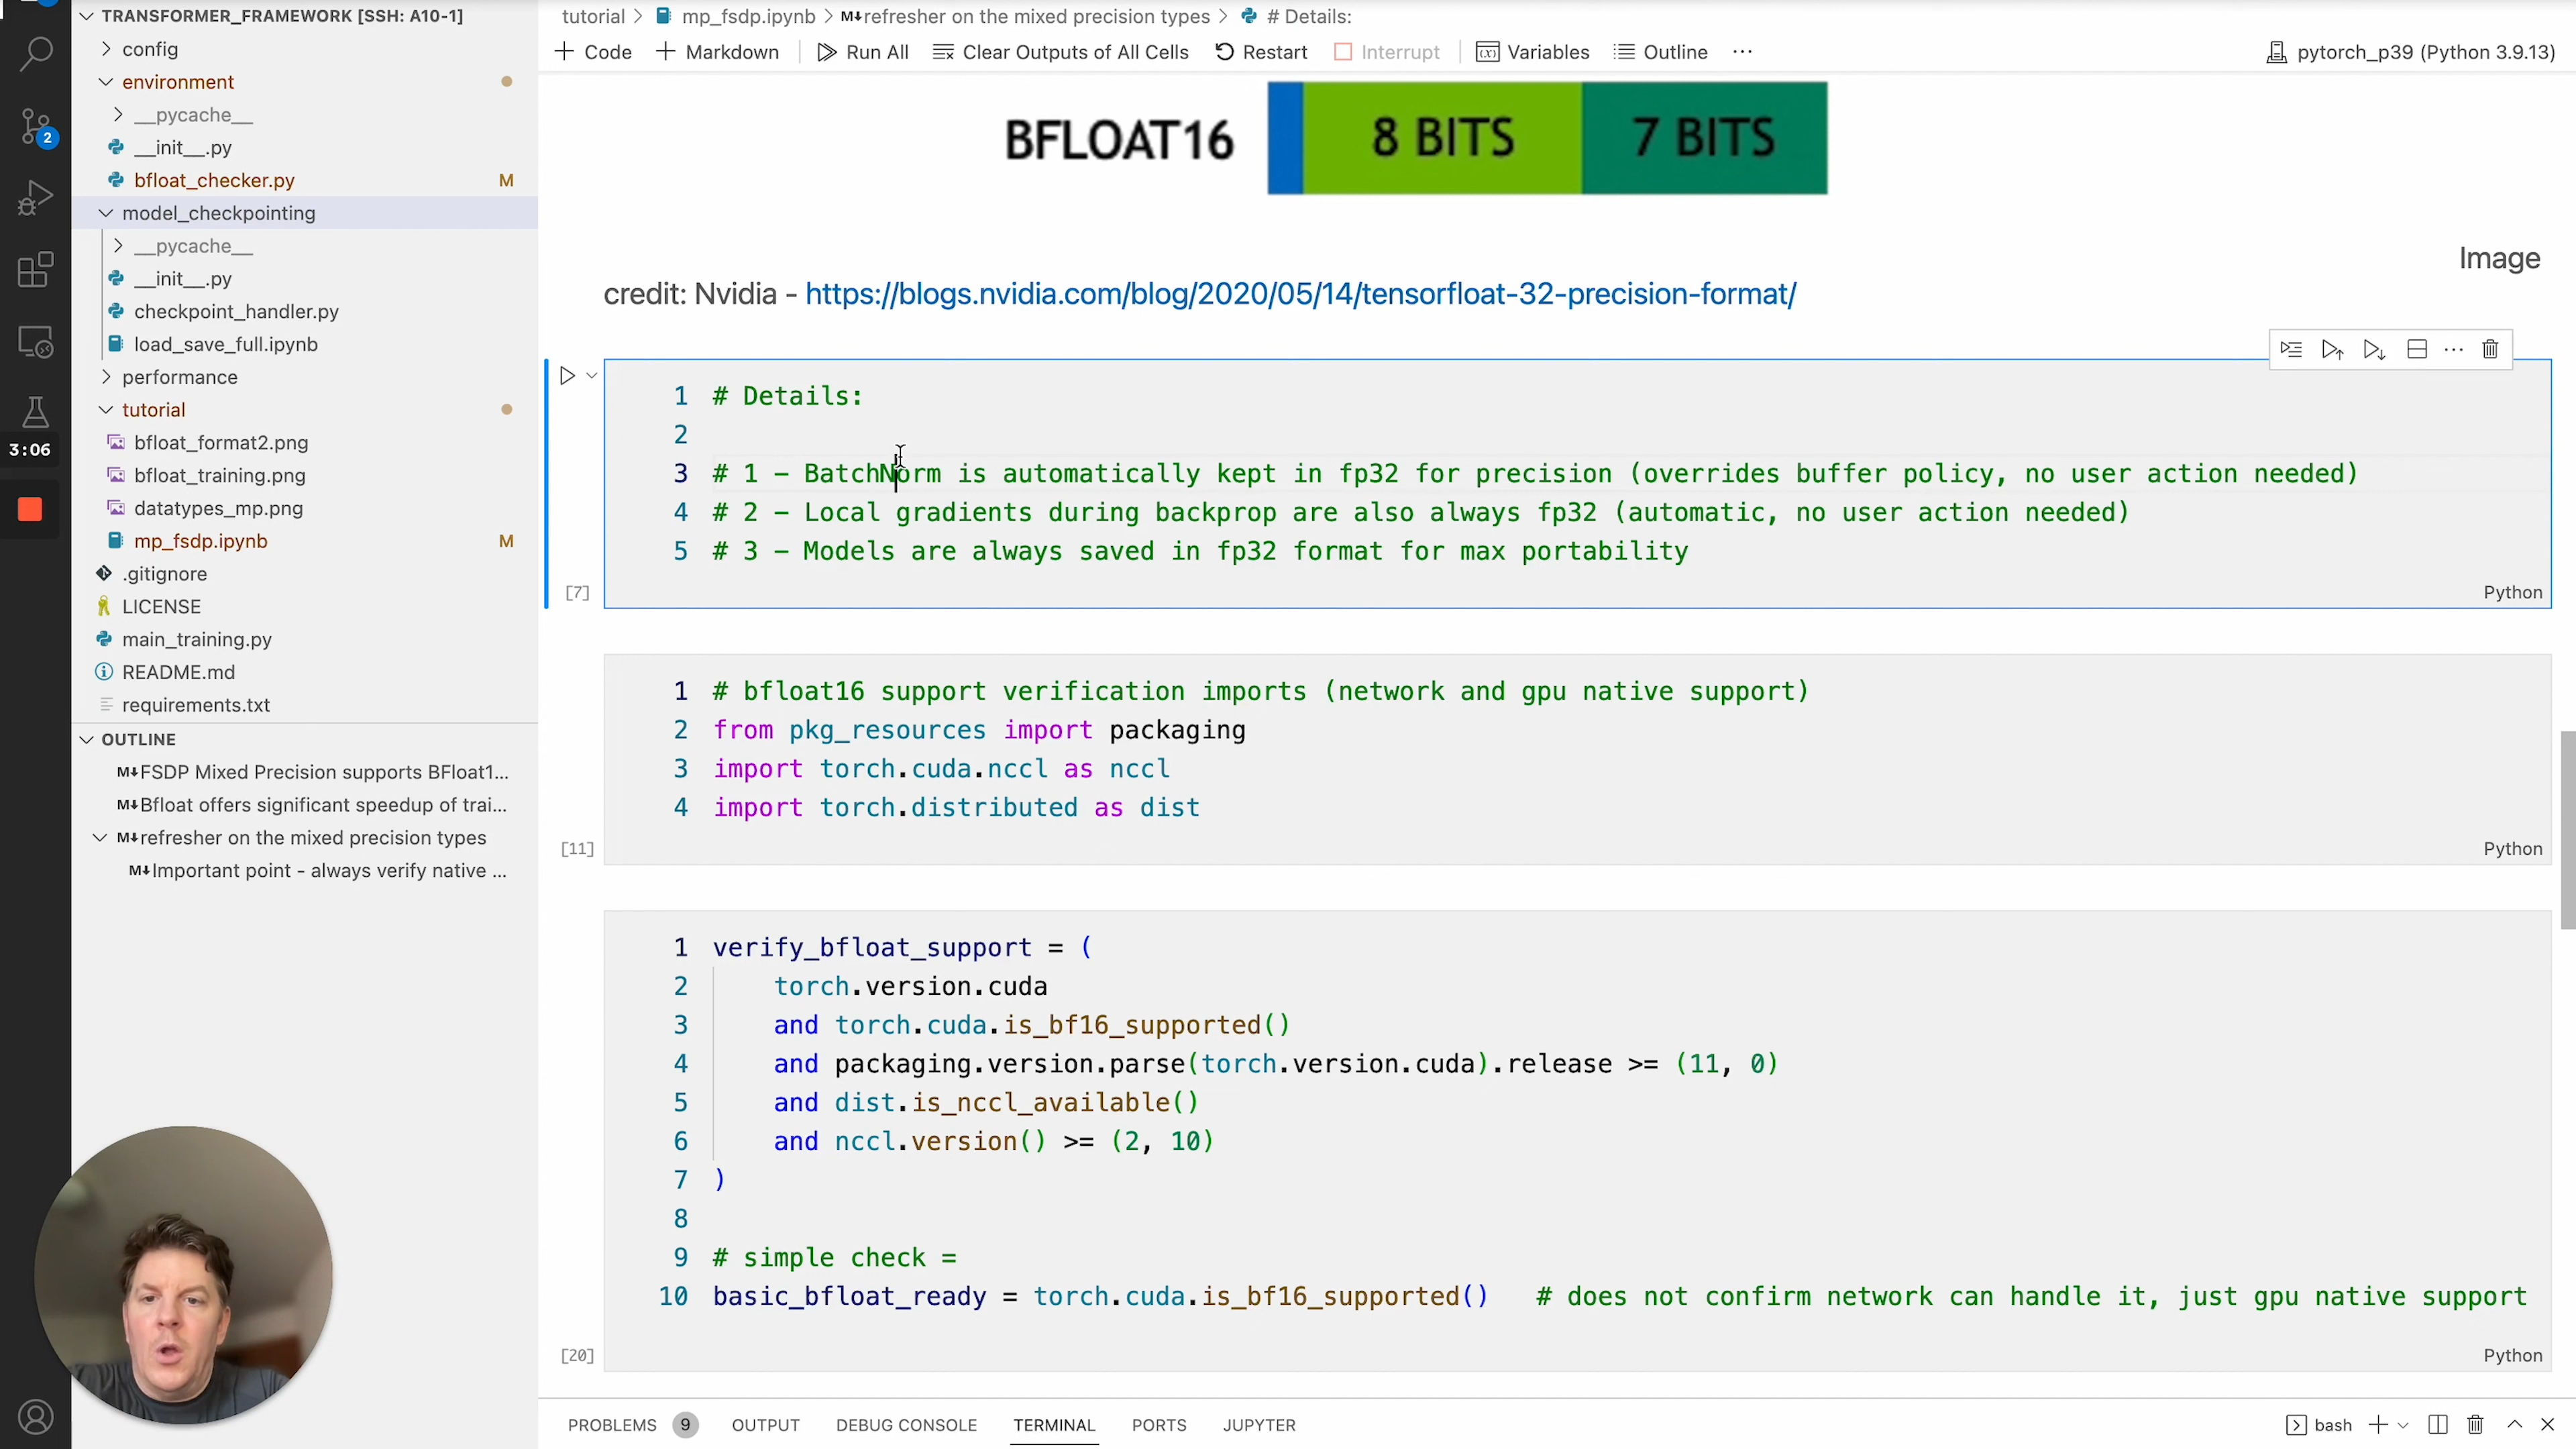 TRANSFORMER_FRAMEWORK [SSH: A10-1]
config
environment
__pycache__
__init__.py
bfloat_checker.py M
model_checkpointing
__pycache__
__init__.py
checkpoint_handler.py
load_save_full.ipynb
performance
tutorial
bfloat_format2.png
bfloat_training.png
datatypes_mp.png
mp_fsdp.ipynb M
.gitignore
LICENSE
main_training.py
README.md
requirements.txt
OUTLINE
M↓FSDP Mixed Precision supports BFloat1...
M↓Bfloat offers significant speedup of trai...
M↓refresher on the mixed precision types
M↓Important point - always verify native ...
2
3:06
tutorial > mp_fsdp.ipynb > M↓refresher on the mixed precision types > # Details:
+ Code + Markdown Run All Clear Outputs of All Cells Restart Interrupt Variables Outline ... pytorch_p39 (Python 3.9.13)
BFLOAT16 8 BITS 7 BITS
Image
credit: Nvidia - https://blogs.nvidia.com/blog/2020/05/14/tensorfloat-32-precision-format/
1 # Details:
2
3 # 1 – BatchNorm is automatically kept in fp32 for precision (overrides buffer policy, no user action needed)
4 # 2 – Local gradients during backprop are also always fp32 (automatic, no user action needed)
5 # 3 – Models are always saved in fp32 format for max portability
[7] Python
1 # bfloat16 support verification imports (network and gpu native support)
2 from pkg_resources import packaging
3 import torch.cuda.nccl as nccl
4 import torch.distributed as dist
[11] Python
1 verify_bfloat_support = (
2 torch.version.cuda
3 and torch.cuda.is_bf16_supported()
4 and packaging.version.parse(torch.version.cuda).release >= (11, 0)
5 and dist.is_nccl_available()
6 and nccl.version() >= (2, 10)
7 )
8
9 # simple check =
10 basic_bfloat_ready = torch.cuda.is_bf16_supported() # does not confirm network can handle it, just gpu native support
[20] Python
PROBLEMS 9 OUTPUT DEBUG CONSOLE TERMINAL PORTS JUPYTER bash